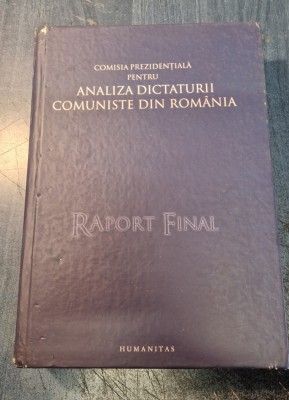 COMISIA PREZIDENȚIALĂ
PENTRU
ANALIZA DICTATURII
COMUNISTE DIN ROMÂNIA
RAPORT FINAL
HUMANITAS